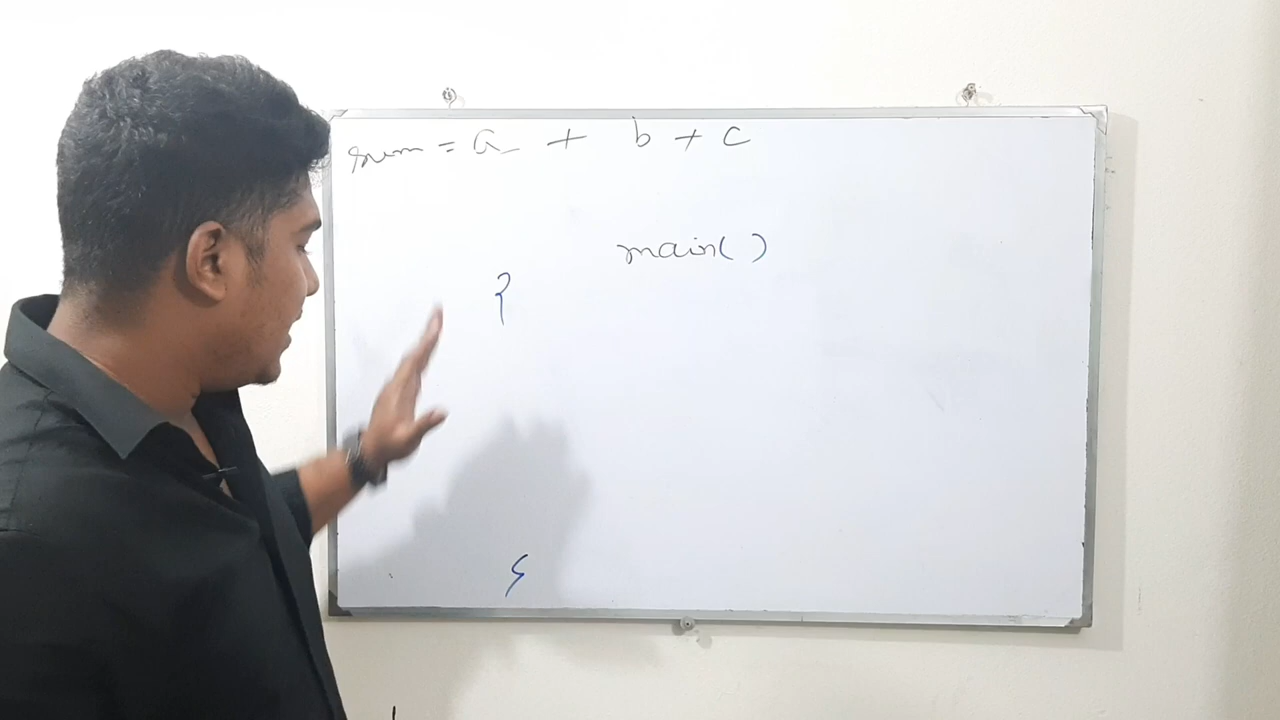 sum = a + b + c
main( )
{
}